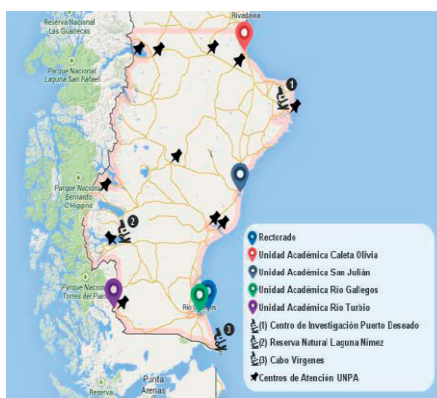 Rivadavia
Reserva Nacional
Las Guaitecas
Parque Nacional
Laguna San Rafael
1
Parque Nacional
Bernardo
O'Higgins
2
Parque Nacional
Torres del Paine
Río Gallegos
3
Punta
Arenas
Reserva
Rectorado
Unidad Académica Caleta Olivia
Unidad Académica San Julián
Unidad Académica Río Gallegos
Unidad Académica Río Turbio
(1) Centro de Investigación Puerto Deseado
(2) Reserva Natural Laguna Nímez
(3) Cabo Vírgenes
Centros de Atención UNPA